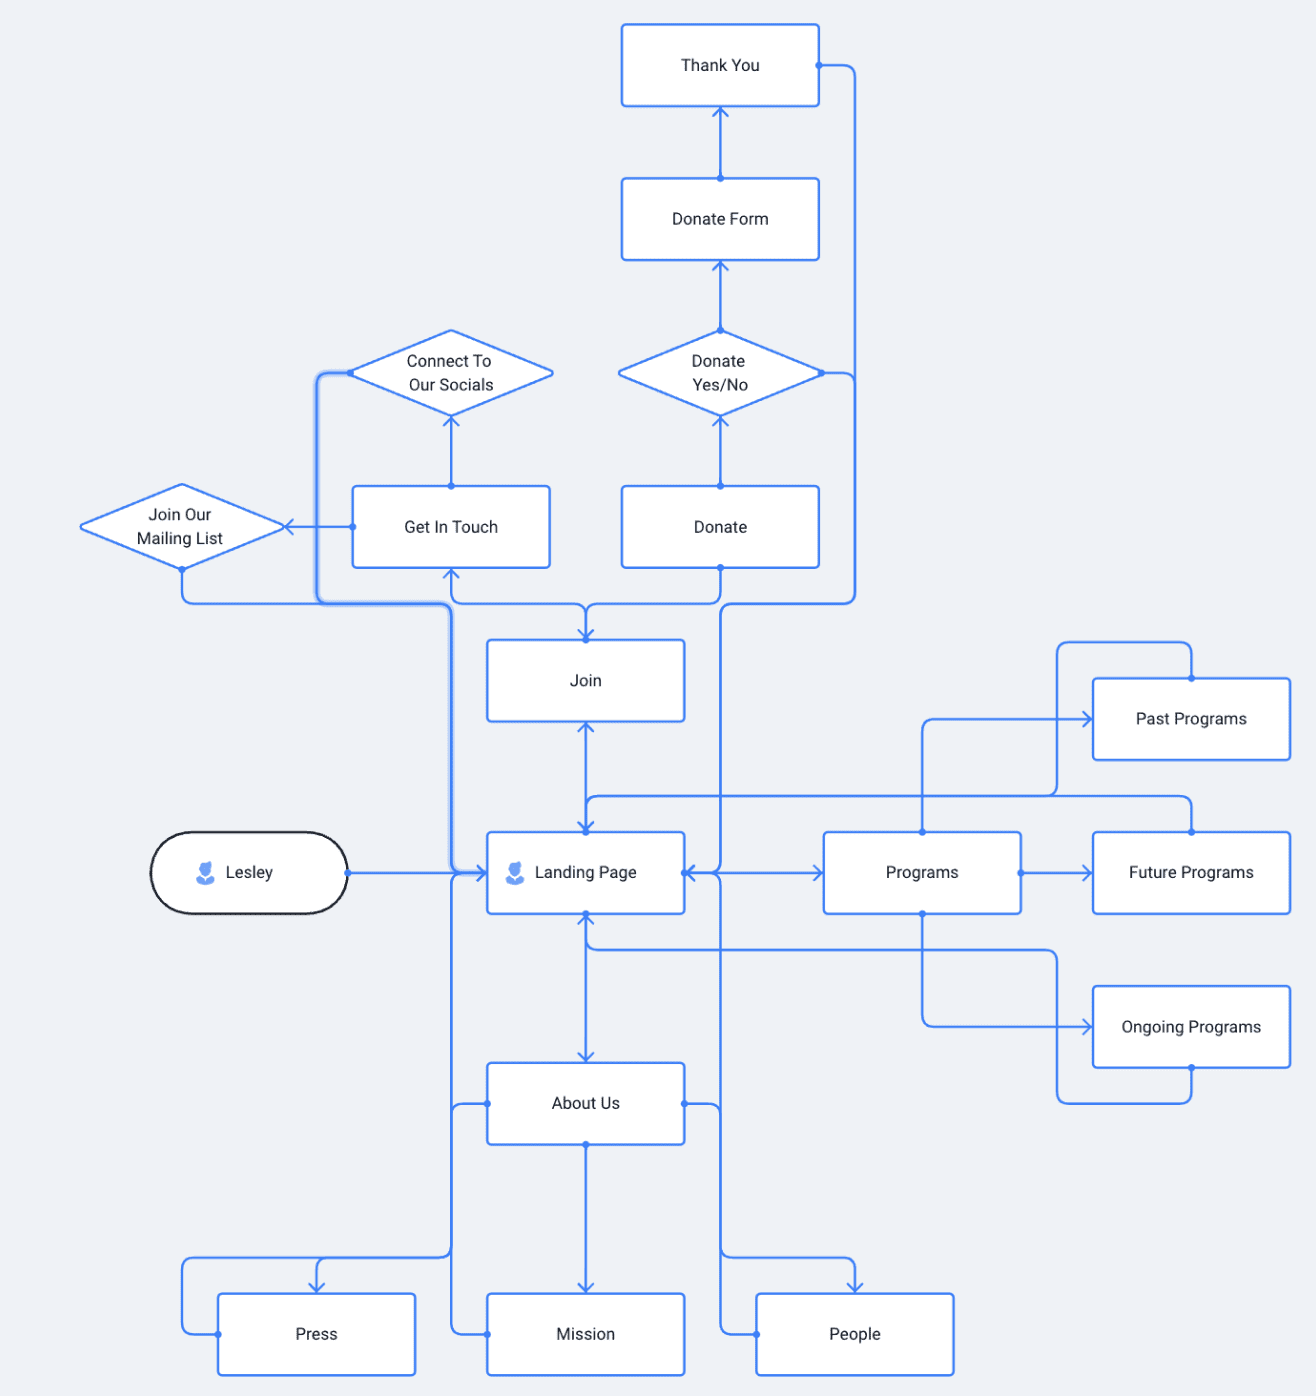 Thank You
Donate Form
Connect To
Our Socials
Donate
Yes/No
Join Our
Mailing List
Get In Touch
Donate
Join
Past Programs
Lesley
Landing Page
Programs
Future Programs
Ongoing Programs
About Us
Press
Mission
People